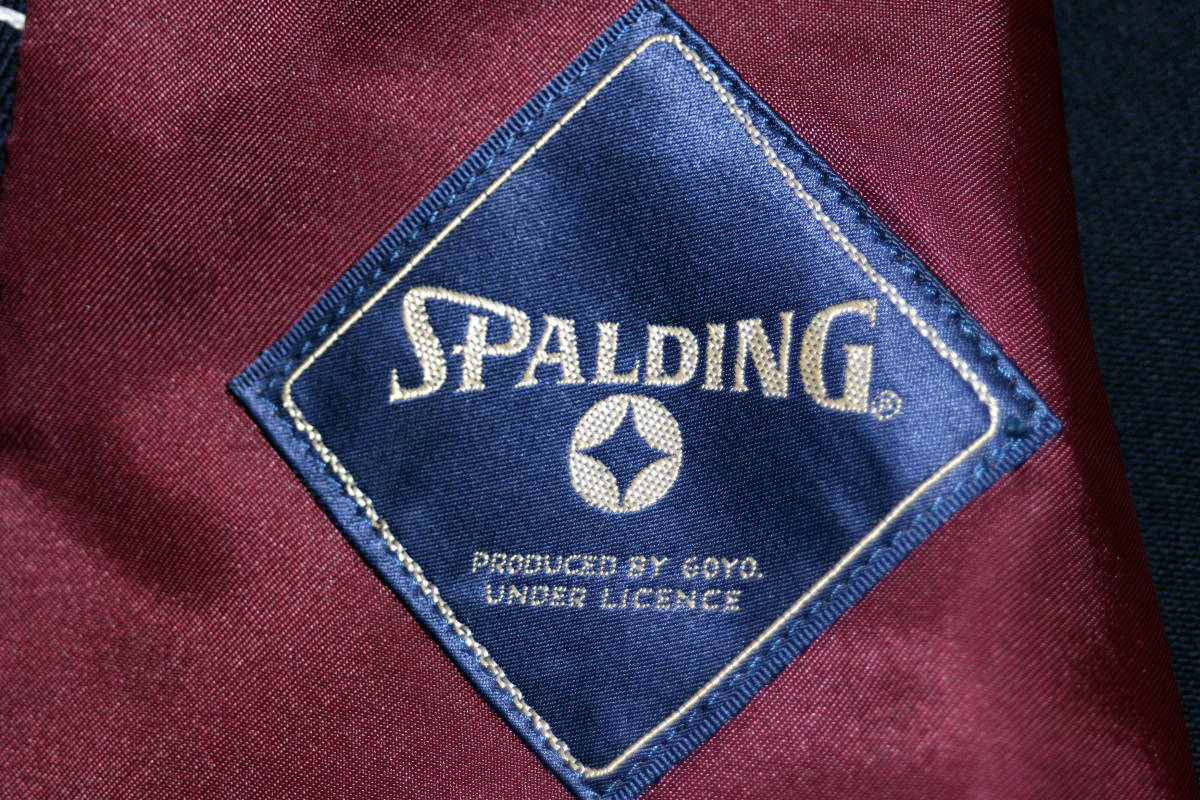 SPALDING®
PRODUCED BY GOYO.
UNDER LICENCE